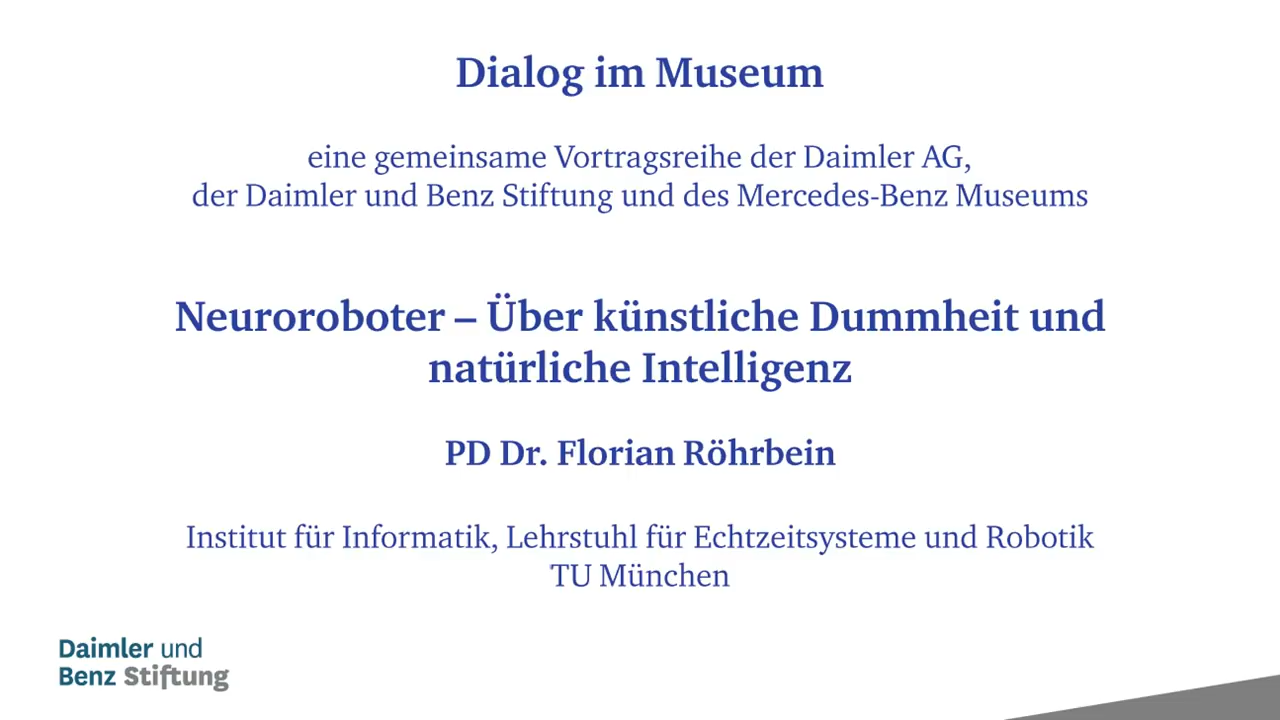 Dialog im Museum
eine gemeinsame Vortragsreihe der Daimler AG,
der Daimler und Benz Stiftung und des Mercedes-Benz Museums
Neuroroboter – Über künstliche Dummheit und
natürliche Intelligenz
PD Dr. Florian Röhrbein
Institut für Informatik, Lehrstuhl für Echtzeitsysteme und Robotik
TU München
Daimler und
Benz Stiftung